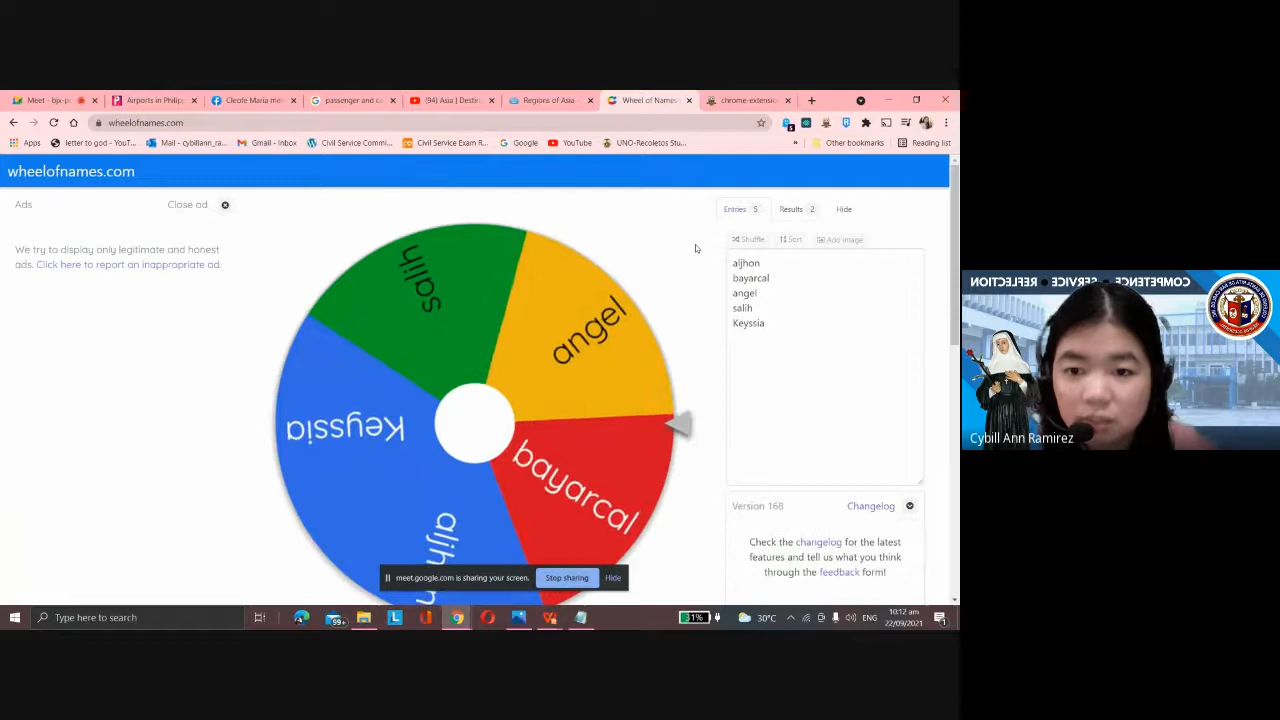 Meet - bjx-p
Airports in Philipp
Cleofe Maria me
passenger and ca
(94) Asia | Destin
Regions of Asia -
Wheel of Names
chrome-extensio
wheelofnames.com
Apps
letter to god - YouT...
Mail - cybillann_ra...
Gmail - Inbox
Civil Service Commi...
Civil Service Exam R...
Google
YouTube
UNO-Recoletos Stu...
»
Other bookmarks
Reading list
wheelofnames.com
Ads
Close ad
We try to display only legitimate and honest
ads. Click here to report an inappropriate ad.
salih
angel
Keyssia
bayarcal
aljh n
Entries 5
Results 2
Hide
Shuffle
Sort
Add image
aljhon
bayarcal
angel
salih
Keyssia
Version 168
Changelog
Check the changelog for the latest
features and tell us what you think
through the feedback form!
meet.google.com is sharing your screen.
Stop sharing
Hide
Type here to search
99+
30°C
ENG
10:12 am
22/09/2021
COMPETENCE • SERVICE • REFLECTION
Cybill Ann Ramirez